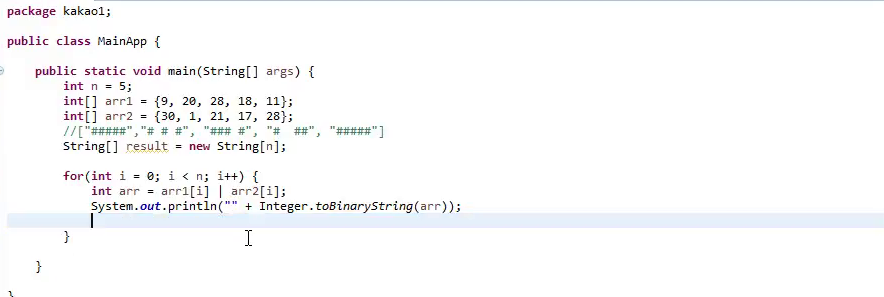 package kakao1;
public class MainApp {
public static void main(String[] args) {
int n = 5;
int[] arr1 = {9, 20, 28, 18, 11};
int[] arr2 = {30, 1, 21, 17, 28};
//["#####","# # #", "### #", "#  ##", "#####"]
String[] result = new String[n];
for(int i = 0; i < n; i++) {
int arr = arr1[i] | arr2[i];
System.out.println("" + Integer.toBinaryString(arr));
}
}
}